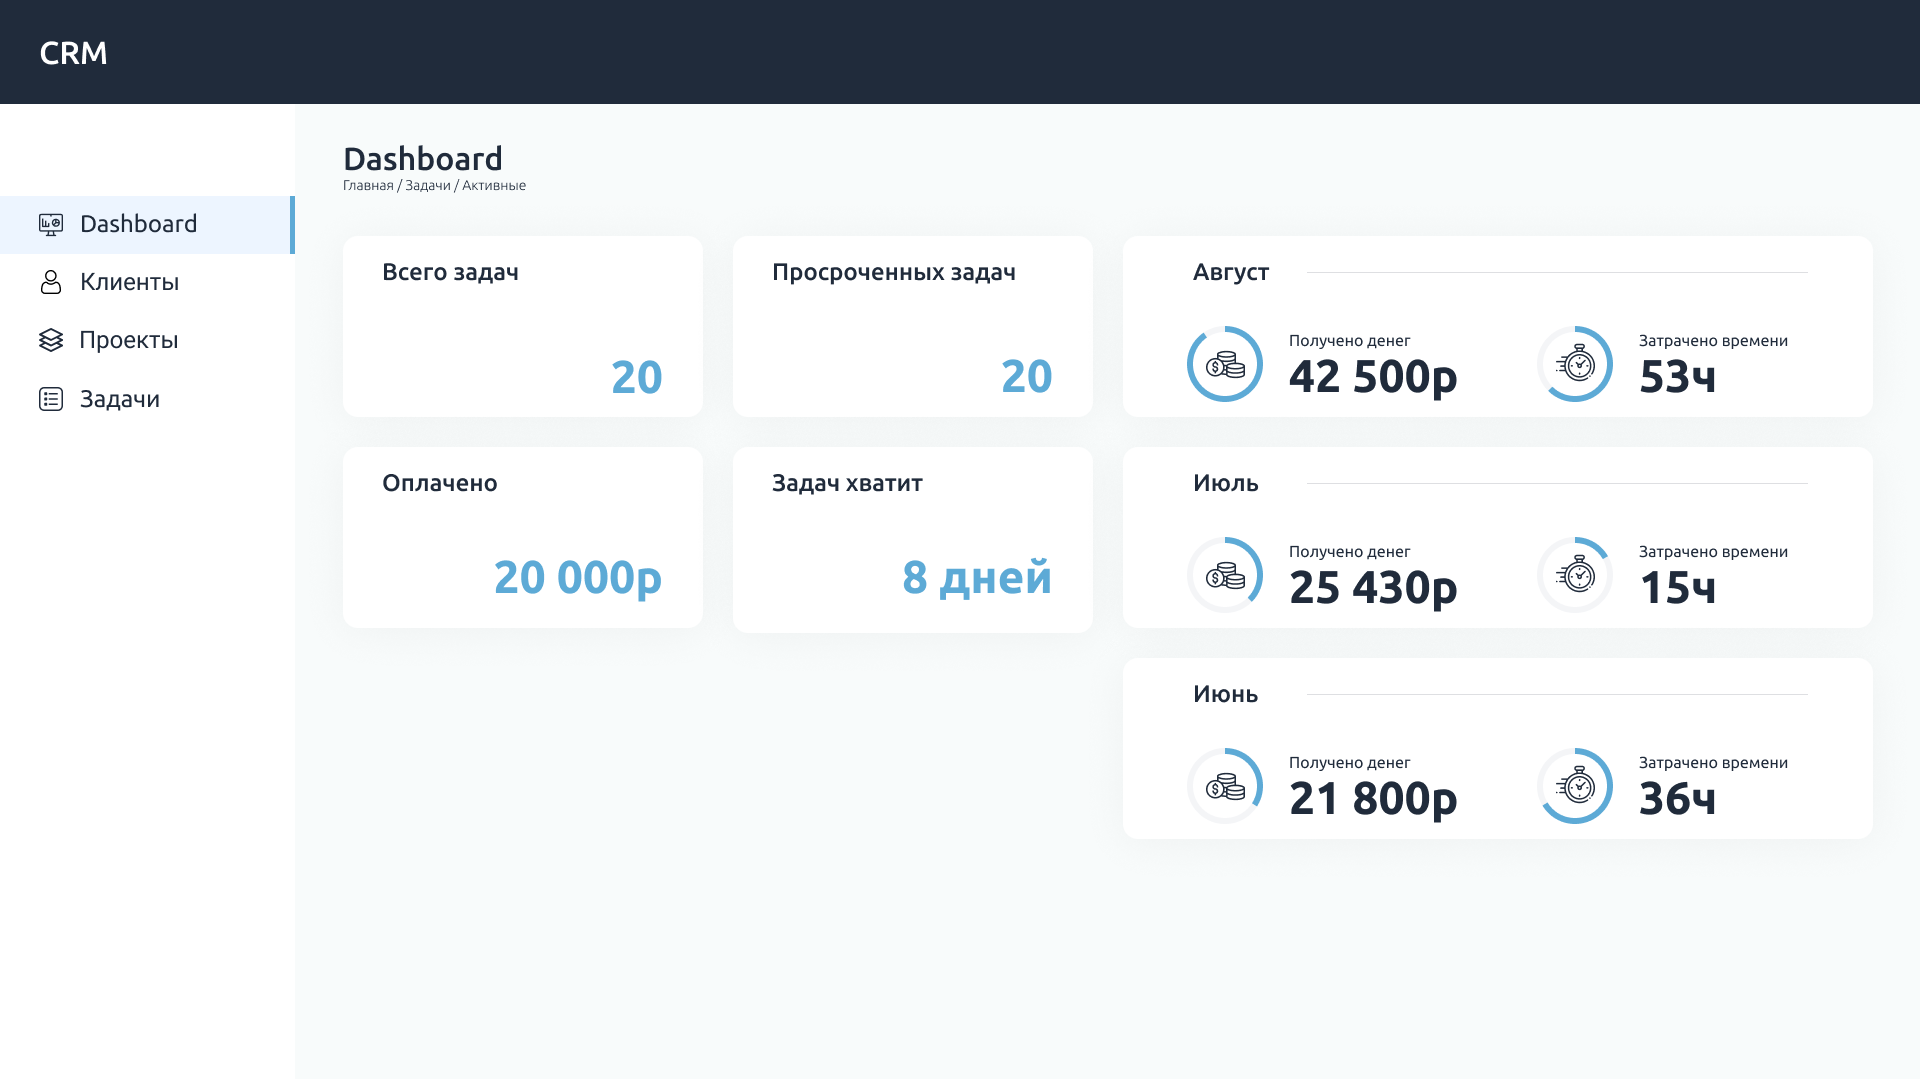 CRM
Dashboard
Клиенты
Проекты
Задачи
Dashboard
Главная / Задачи / Активные
Всего задач
20
Просроченных задач
20
Оплачено
20 000р
Задач хватит
8 дней
Август
Получено денег
42 500р
Затрачено времени
53ч
Июль
Получено денег
25 430р
Затрачено времени
15ч
Июнь
Получено денег
21 800р
Затрачено времени
36ч